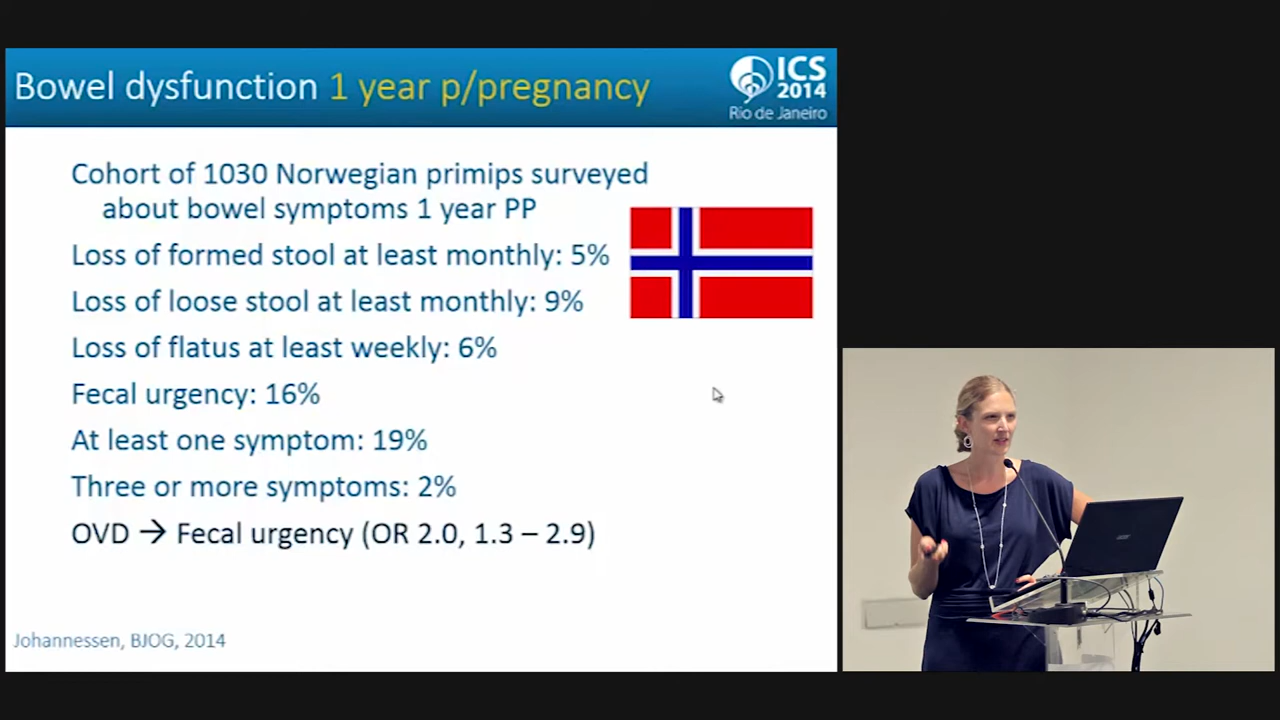 Bowel dysfunction 1 year p/pregnancy
ICS
2014
Rio de Janeiro
Cohort of 1030 Norwegian primips surveyed
about bowel symptoms 1 year PP
Loss of formed stool at least monthly: 5%
Loss of loose stool at least monthly: 9%
Loss of flatus at least weekly: 6%
Fecal urgency: 16%
At least one symptom: 19%
Three or more symptoms: 2%
OVD → Fecal urgency (OR 2.0, 1.3 – 2.9)
Johannessen, BJOG, 2014